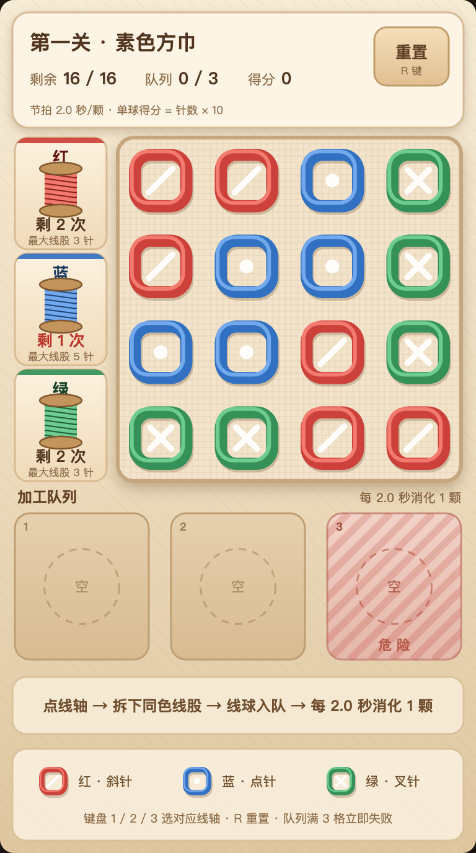 第一关 · 素色方巾
剩余 16 / 16 队列 0 / 3 得分 0
节拍 2.0 秒/颗 · 单球得分 = 针数 × 10
重置
R 键
红
剩 2 次
最大线股 3 针
蓝
剩 1 次
最大线股 5 针
绿
剩 2 次
最大线股 3 针
加工队列
每 2.0 秒消化 1 颗
1
空
2
空
3
空
危险
点线轴 → 拆下同色线股 → 线球入队 → 每 2.0 秒消化 1 颗
红 · 斜针
蓝 · 点针
绿 · 叉针
键盘 1 / 2 / 3 选对应线轴 · R 重置 · 队列满 3 格立即失败